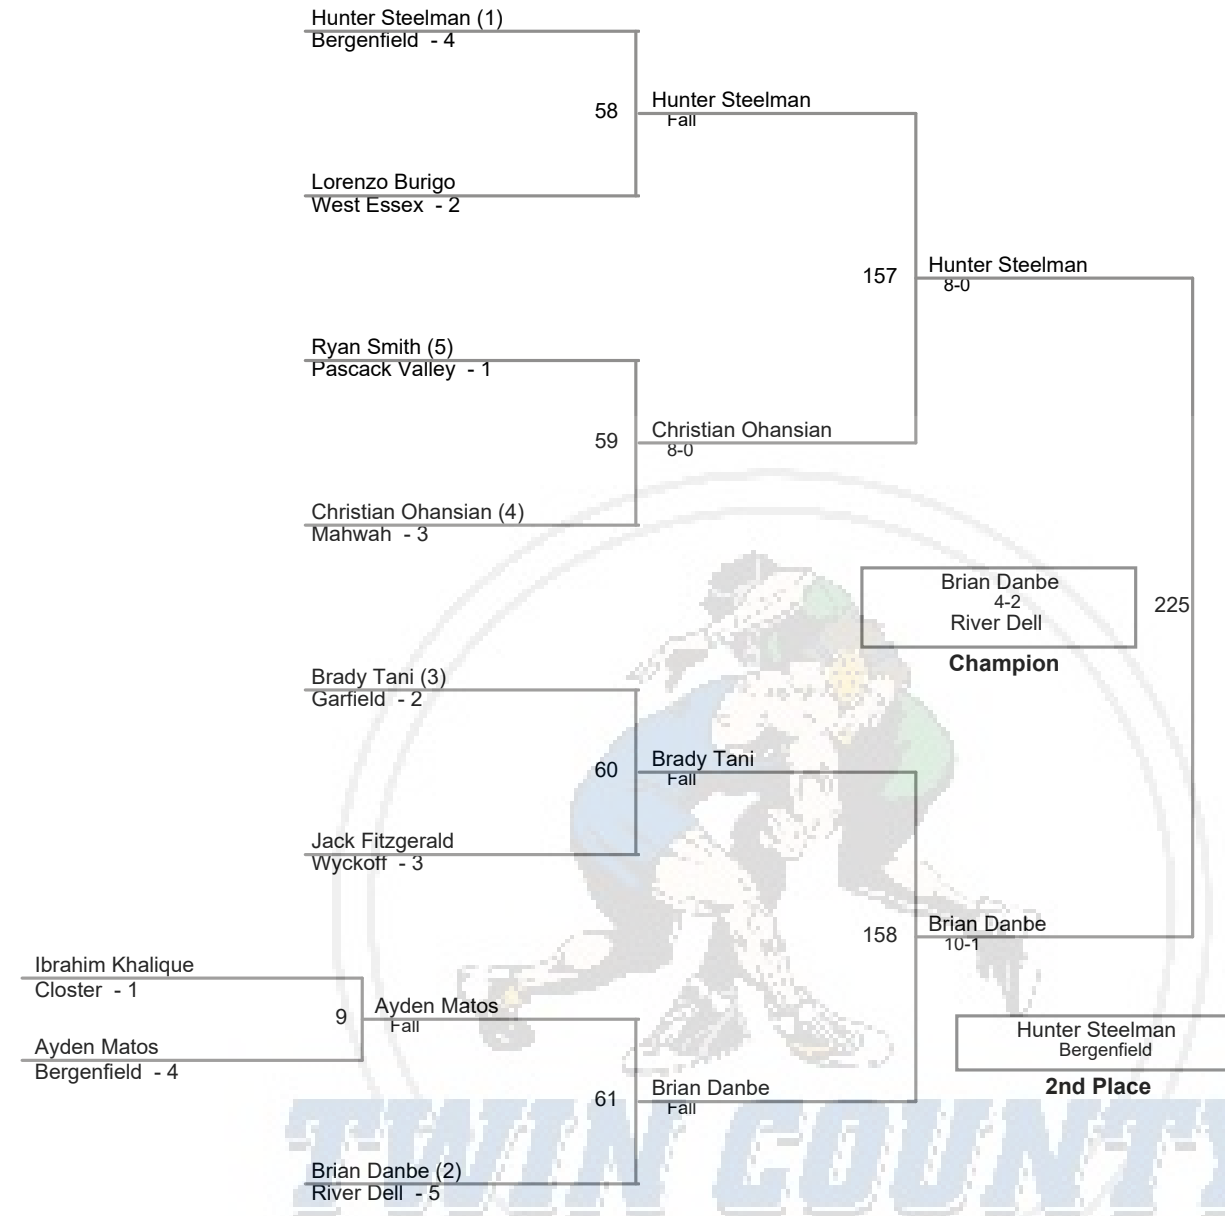 Hunter Steelman (1)
Bergenfield - 4
58
Hunter Steelman
Fall
Lorenzo Burigo
West Essex - 2
157
Hunter Steelman
8-0
Ryan Smith (5)
Pascack Valley - 1
59
Christian Ohansian
8-0
Christian Ohansian (4)
Mahwah - 3
Brian Danbe
4-2
River Dell
225
Champion
Brady Tani (3)
Garfield - 2
60
Brady Tani
Fall
Jack Fitzgerald
Wyckoff - 3
158
Brian Danbe
10-1
Ibrahim Khalique
Closter - 1
9
Ayden Matos
Fall
Ayden Matos
Bergenfield - 4
Hunter Steelman
Bergenfield
2nd Place
61
Brian Danbe
Fall
Brian Danbe (2)
River Dell - 5
TWIN COUNTY